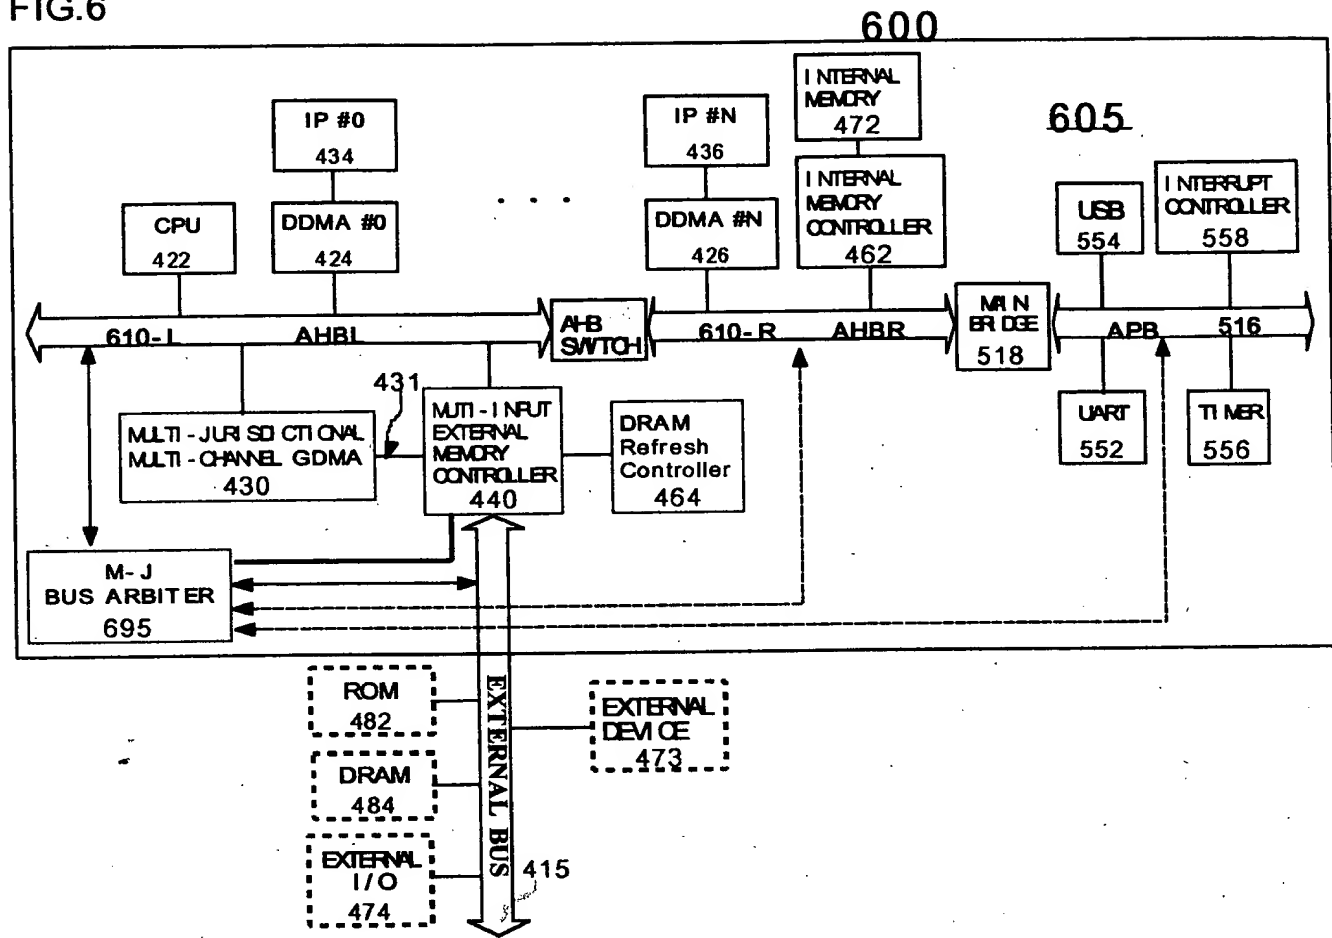 FIG.6
600
605
IP #0
434
IP #N
436
INTERNAL
MEMORY
472
CPU
422
DDMA #0
424
. . .
DDMA #N
426
INTERNAL
MEMORY
CONTROLLER
462
USB
554
INTERRUPT
CONTROLLER
558
610-L
AHBL
AHB
SWITCH
610-R
AHBR
MAIN
BRIDGE
518
APB
516
431
MULTI-JURISDICTIONAL
MULTI-CHANNEL GDMA
430
MUTI-INPUT
EXTERNAL
MEMORY
CONTROLLER
440
DRAM
Refresh
Controller
464
UART
552
TIMER
556
M-J
BUS ARBITER
695
ROM
482
DRAM
484
EXTERNAL
I/O
474
EXTERNAL BUS
EXTERNAL
DEVICE
473
415